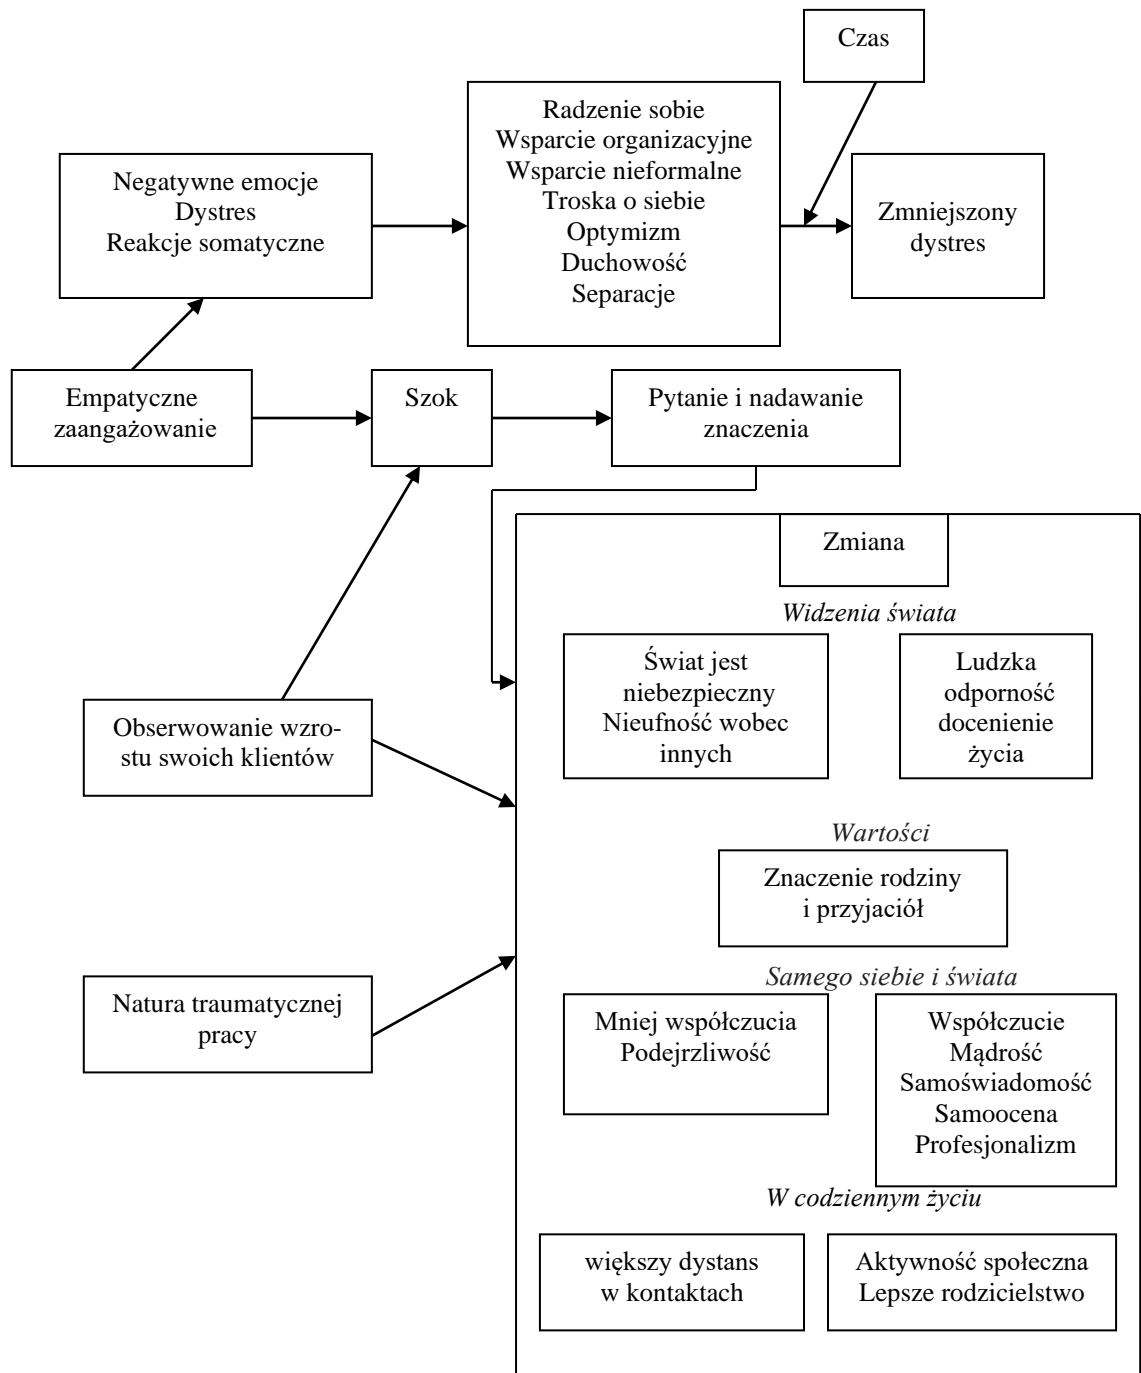 Czas
Radzenie sobie
Wsparcie organizacyjne
Wsparcie nieformalne
Troska o siebie
Optymizm
Duchowość
Separacje
Negatywne emocje
Dystres
Reakcje somatyczne
Zmniejszony
dystres
Empatyczne
zaangażowanie
Szok
Pytanie i nadawanie
znaczenia
Zmiana
Widzenia świata
Świat jest
niebezpieczny
Nieufność wobec
innych
Ludzka
odporność
docenienie
życia
Obserwowanie wzro-
stu swoich klientów
Wartości
Znaczenie rodziny
i przyjaciół
Natura traumatycznej
pracy
Samego siebie i świata
Mniej współczucia
Podejrzliwość
Współczucie
Mądrość
Samoświadomość
Samoocena
Profesjonalizm
W codziennym życiu
większy dystans
w kontaktach
Aktywność społeczna
Lepsze rodzicielstwo